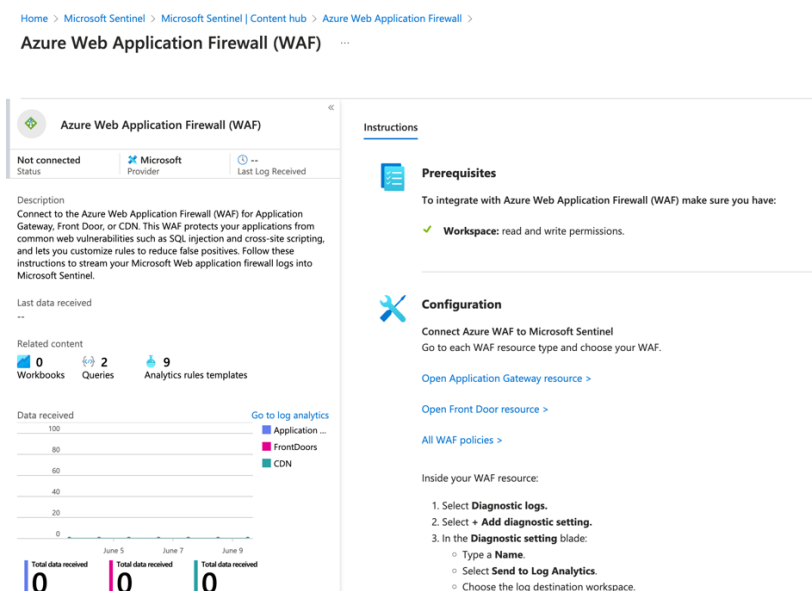 Home > Microsoft Sentinel > Microsoft Sentinel | Content hub > Azure Web Application Firewall >
Azure Web Application Firewall (WAF) ...
«
Azure Web Application Firewall (WAF)
Not connected
Status
Microsoft
Provider
--
Last Log Received
Description
Connect to the Azure Web Application Firewall (WAF) for Application
Gateway, Front Door, or CDN. This WAF protects your applications from
common web vulnerabilities such as SQL injection and cross-site scripting,
and lets you customize rules to reduce false positives. Follow these
instructions to stream your Microsoft Web application firewall logs into
Microsoft Sentinel.
Last data received
--
Related content
0
Workbooks
2
Queries
9
Analytics rules templates
Data received
Go to log analytics
100
80
60
40
20
0
June 5
June 7
June 9
Application ...
FrontDoors
CDN
Total data received
0
Total data received
0
Total data received
0
Instructions
Prerequisites
To integrate with Azure Web Application Firewall (WAF) make sure you have:
Workspace: read and write permissions.
Configuration
Connect Azure WAF to Microsoft Sentinel
Go to each WAF resource type and choose your WAF.
Open Application Gateway resource >
Open Front Door resource >
All WAF policies >
Inside your WAF resource:
1. Select Diagnostic logs.
2. Select + Add diagnostic setting.
3. In the Diagnostic setting blade:
Type a Name.
Select Send to Log Analytics.
Choose the log destination workspace.